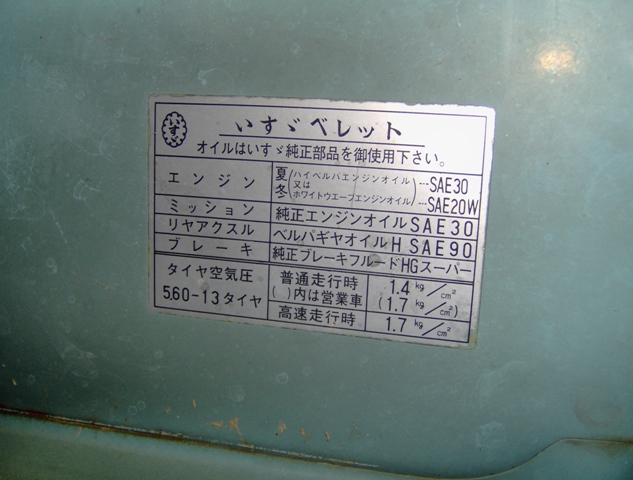 いすゞ
いすゞベレット
オイルはいすゞ純正部品を御使用下さい。
エンジン 夏 冬 (ハイベルパエンジンオイル 又は ホワイトウエーブエンジンオイル) …SAE30 …SAE20W
ミッション 純正エンジンオイル SAE30
リヤアクスル ベルパギヤオイルH SAE90
ブレーキ 純正ブレーキフルードHGスーパー
タイヤ空気圧 普通走行時 1.4 kg/cm²
5.60-13タイヤ ( )内は営業車 (1.7 kg/cm²)
高速走行時 1.7 kg/cm²